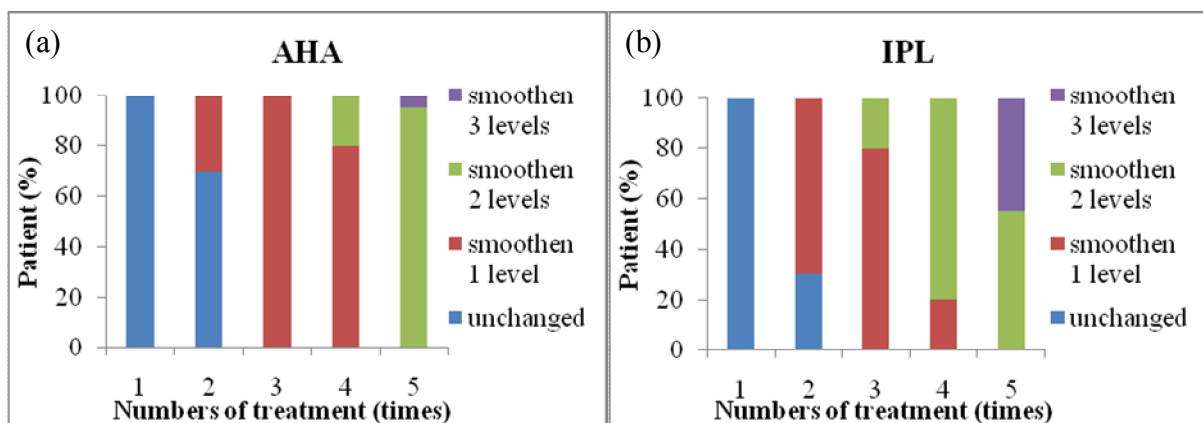 (a)
AHA
Patient (%)
100
80
60
40
20
0
1 2 3 4 5
Numbers of treatment (times)
smoothen
3 levels
smoothen
2 levels
smoothen
1 level
unchanged
(b)
IPL
Patient (%)
100
80
60
40
20
0
1 2 3 4 5
Numbers of treatment (times)
smoothen
3 levels
smoothen
2 levels
smoothen
1 level
unchanged